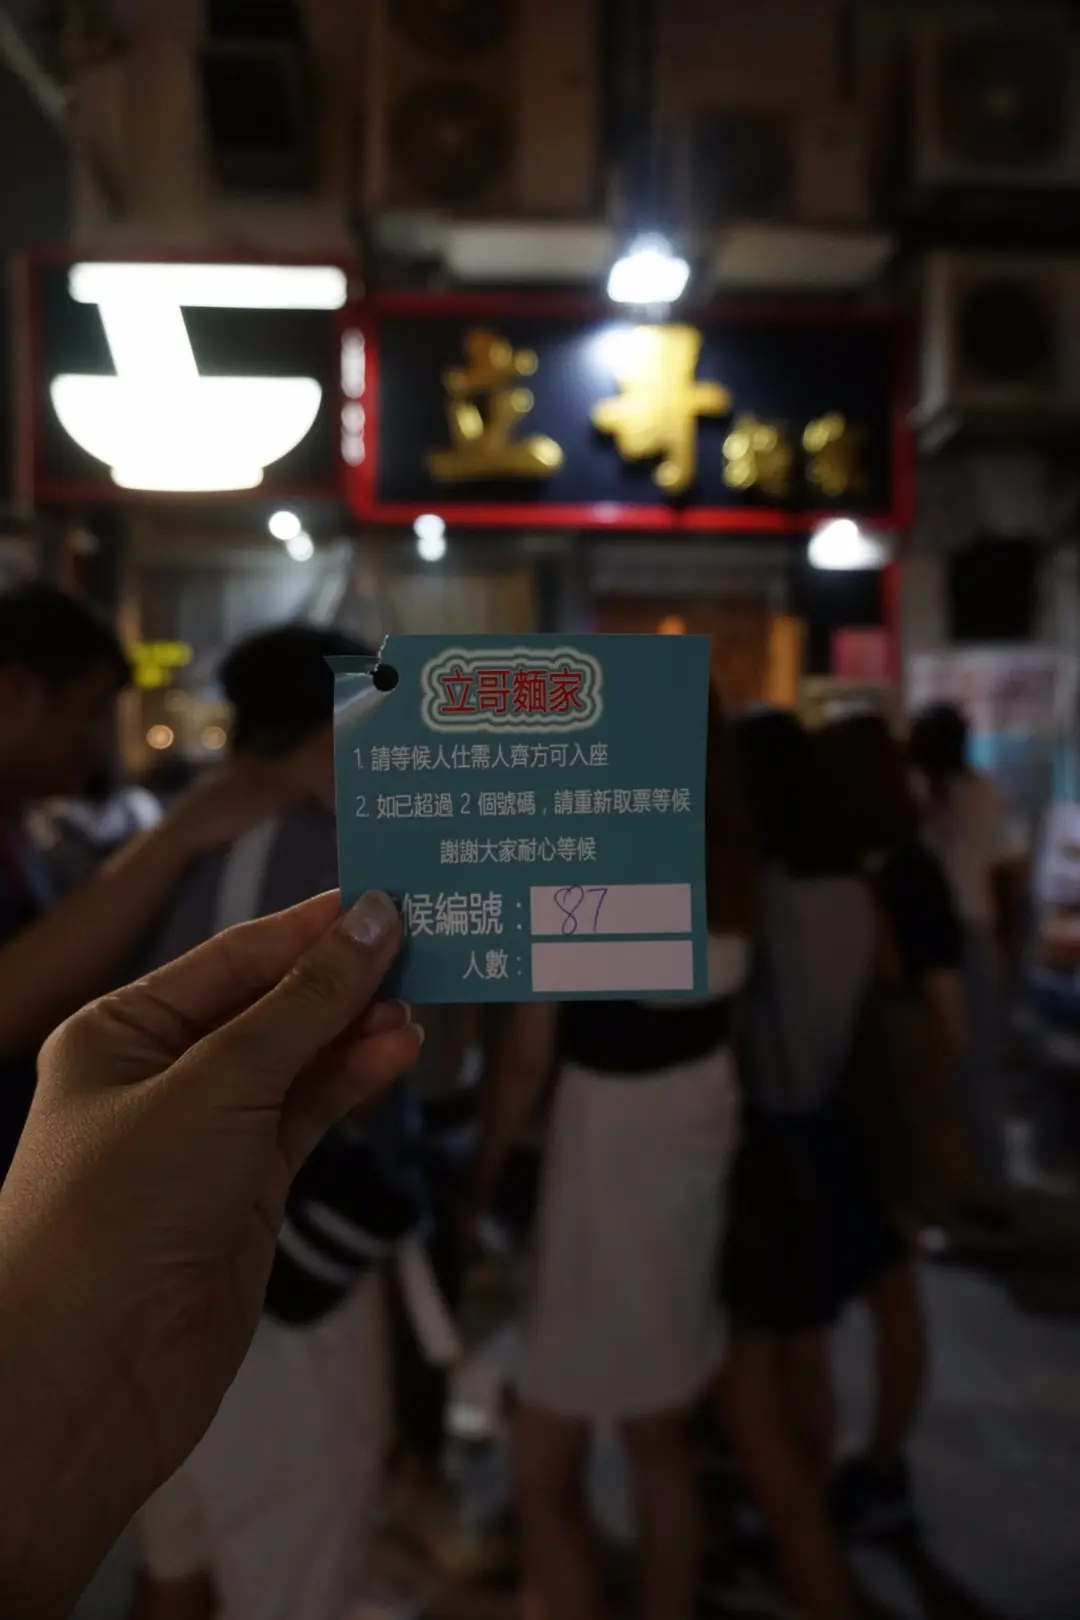 立哥麵家
立哥麵家
1. 請等候人仕需人齊方可入座
2. 如已超過 2 個號碼，請重新取票等候
謝謝大家耐心等候
候編號：87
人數：